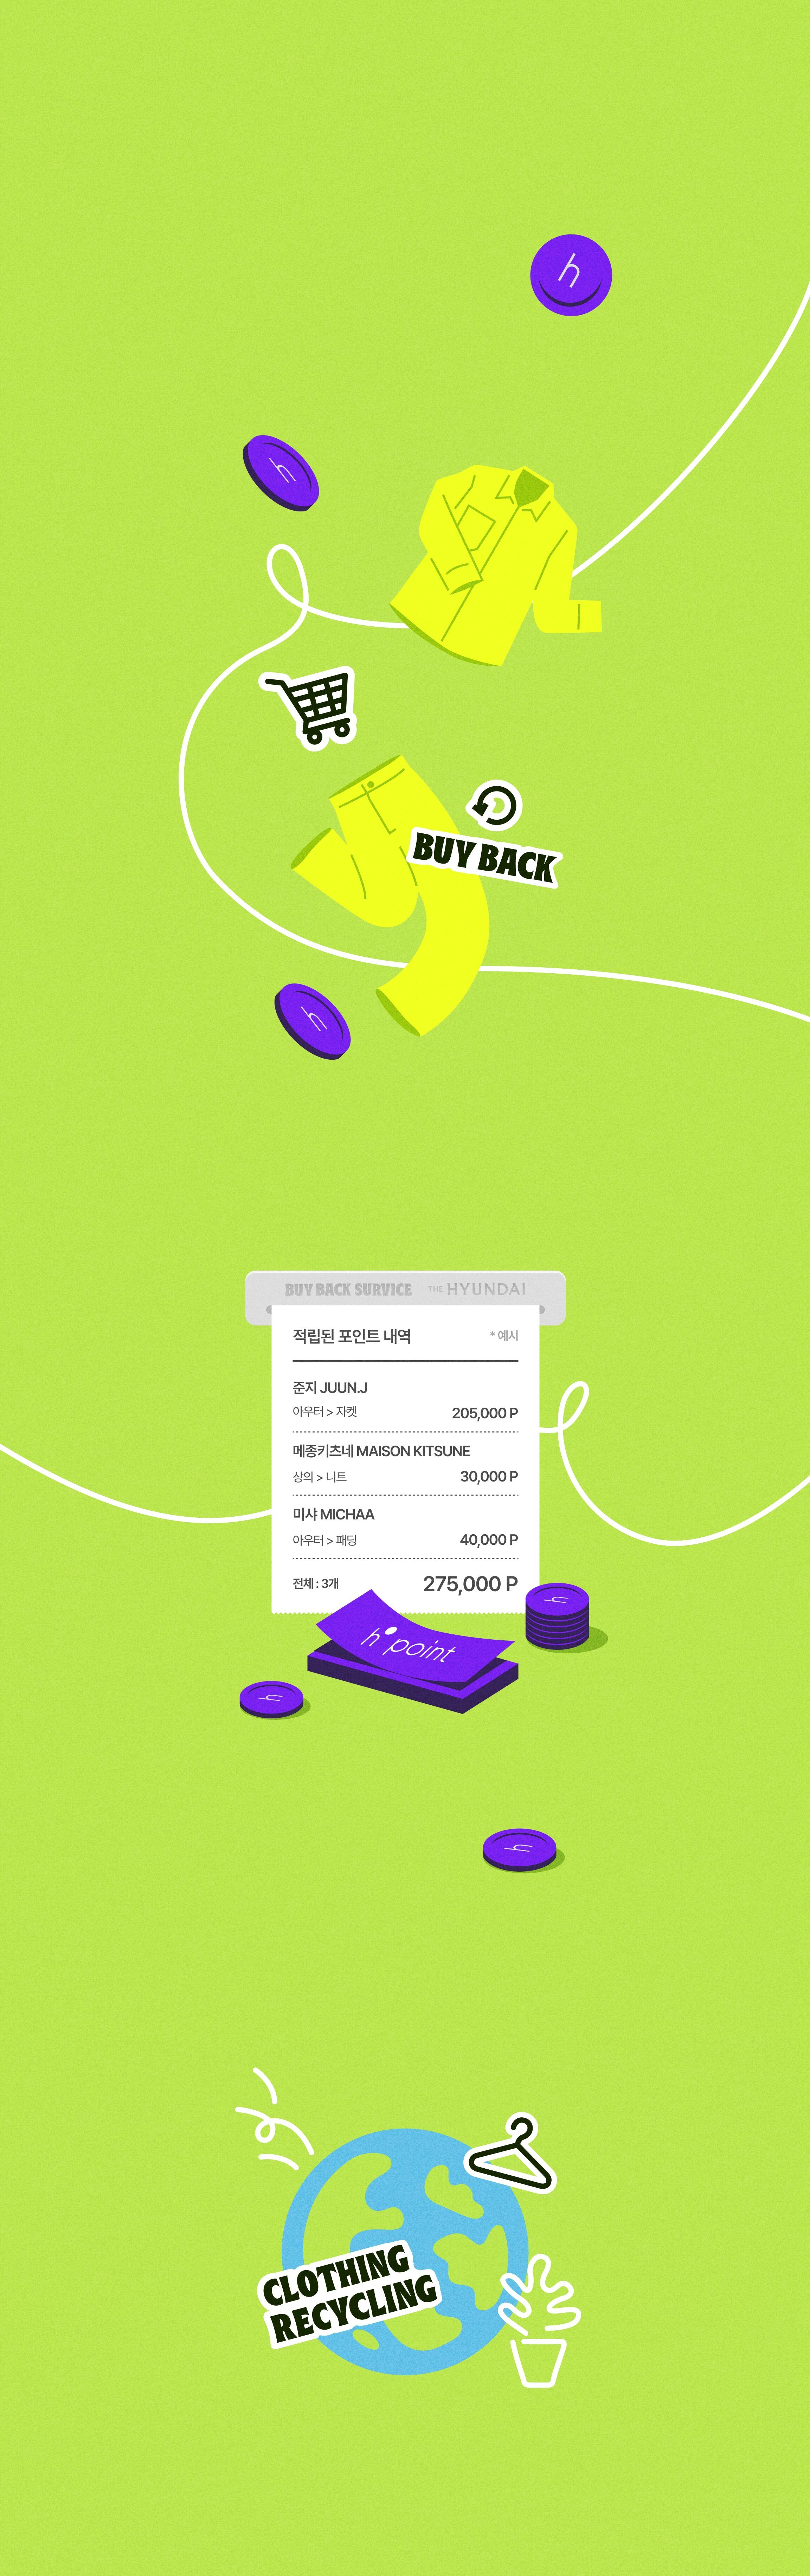 h
h
BUY BACK
h
BUY BACK SURVICE THE HYUNDAI
적립된 포인트 내역 * 예시
준지 JUUN.J
아우터 > 자켓 205,000 P
메종키츠네 MAISON KITSUNE
상의 > 니트 30,000 P
미샤 MICHAA
아우터 > 패딩 40,000 P
전체 : 3개 275,000 P
h
h point
h
h
CLOTHING
RECYCLING